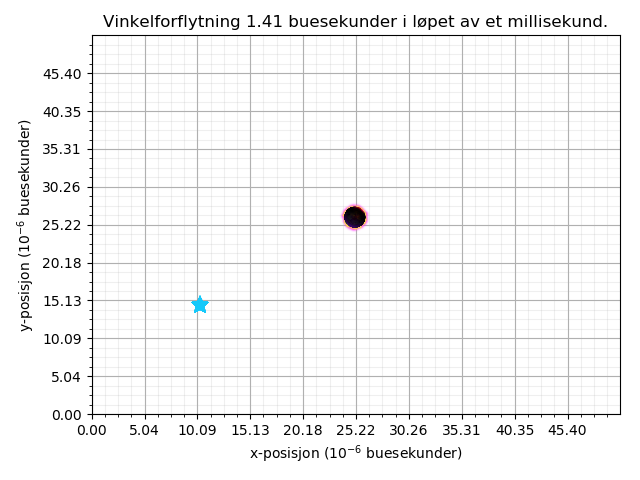 Vinkelforflytning 1.41 buesekunder i løpet av et millisekund.
45.40
40.35
35.31
30.26
25.22
20.18
15.13
10.09
5.04
0.00
y-posisjon (10⁻⁶ buesekunder)
0.00 5.04 10.09 15.13 20.18 25.22 30.26 35.31 40.35 45.40
x-posisjon (10⁻⁶ buesekunder)